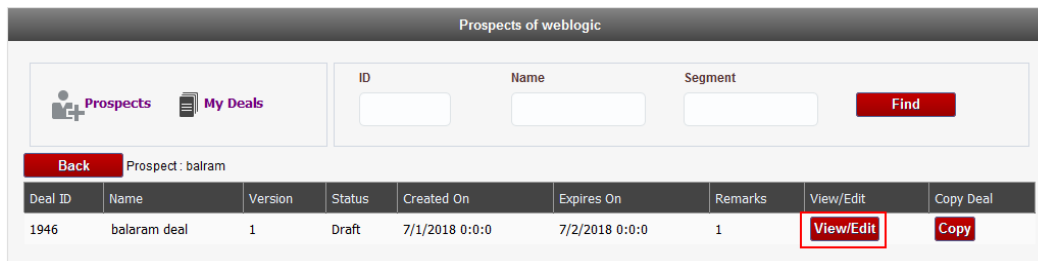 Prospects of weblogic
ID Name Segment
Prospects My Deals Find
Back Prospect : balram
Deal ID Name Version Status Created On Expires On Remarks View/Edit Copy Deal
1946 balaram deal 1 Draft 7/1/2018 0:0:0 7/2/2018 0:0:0 1 View/Edit Copy